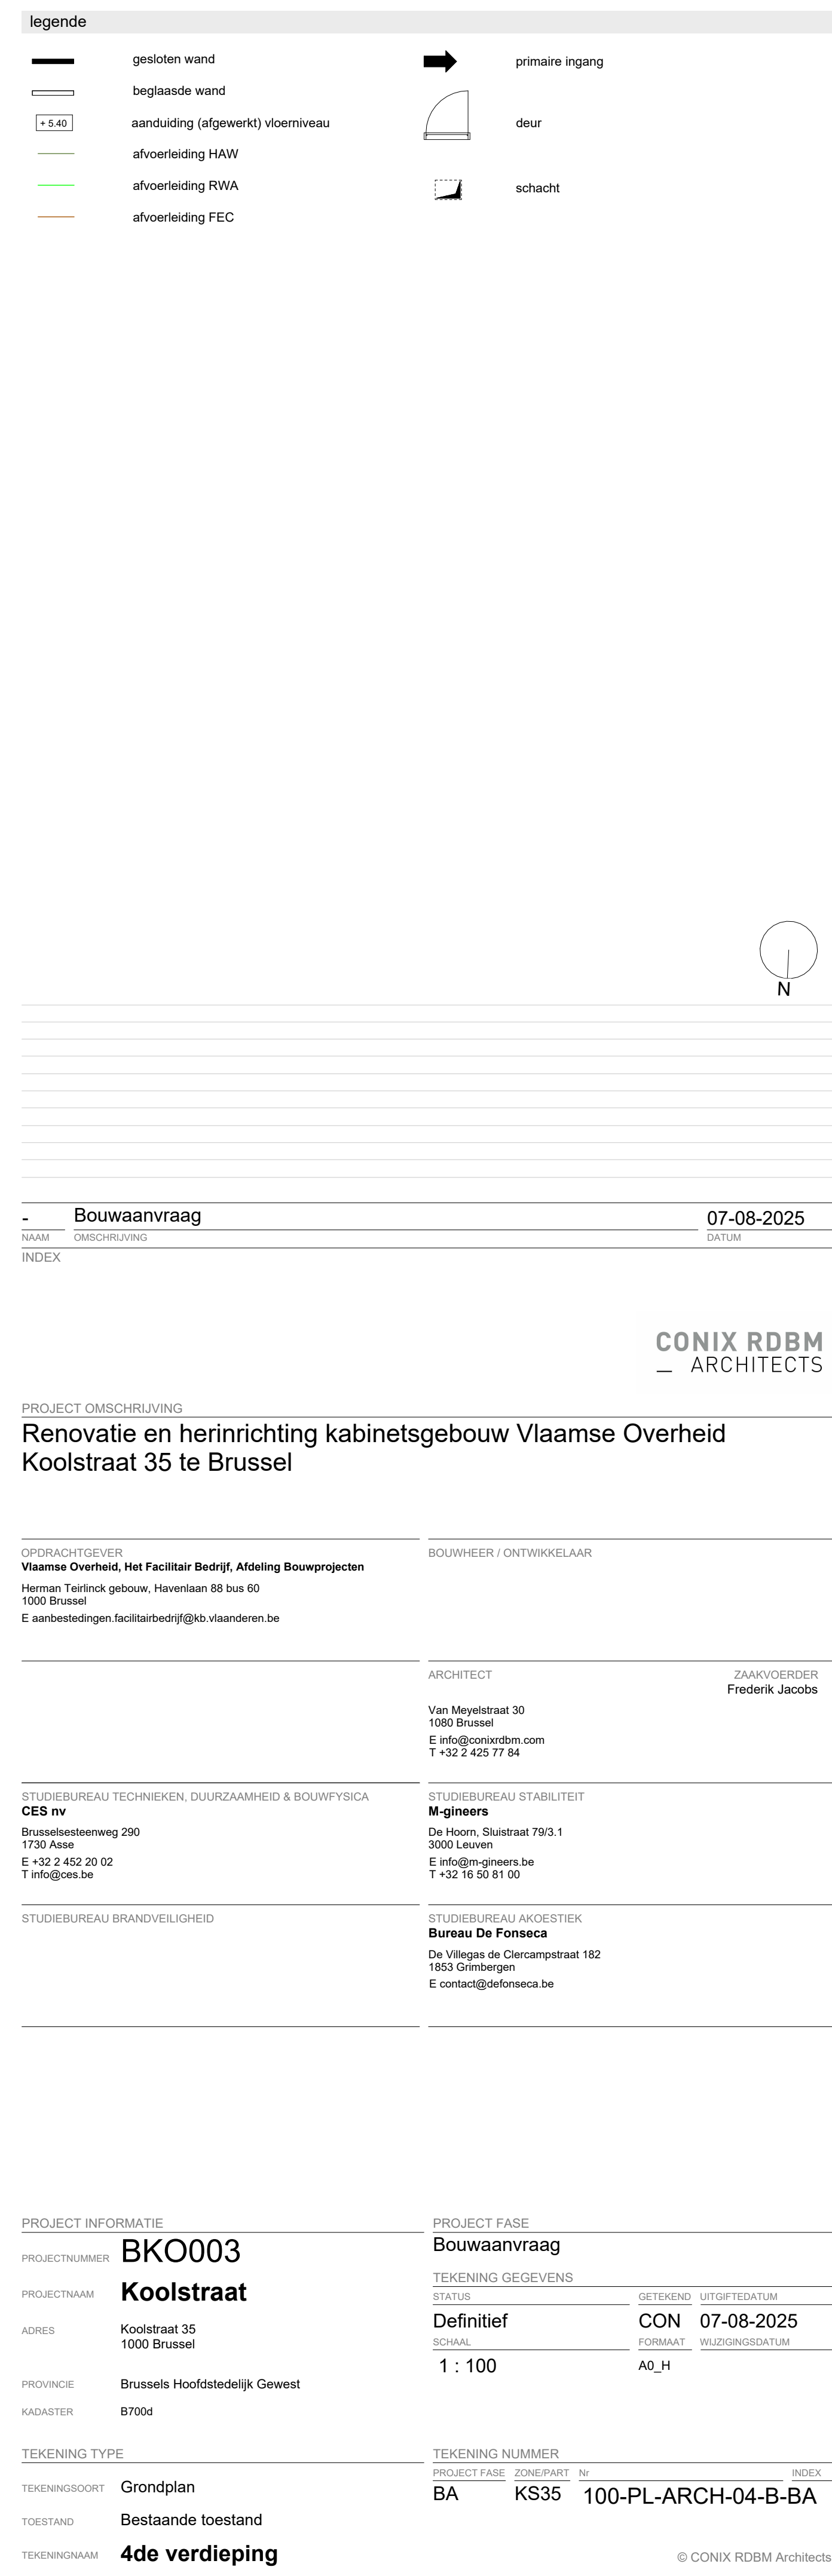 legende
gesloten wand
primaire ingang
beglaasde wand
+ 5.40 aanduiding (afgewerkt) vloerniveau
deur
afvoerleiding HAW
afvoerleiding RWA
schacht
afvoerleiding FEC
N
- Bouwaanvraag 07-08-2025
NAAM OMSCHRIJVING DATUM
INDEX
CONIX RDBM
_ ARCHITECTS
PROJECT OMSCHRIJVING
Renovatie en herinrichting kabinetsgebouw Vlaamse Overheid
Koolstraat 35 te Brussel
OPDRACHTGEVER
Vlaamse Overheid, Het Facilitair Bedrijf, Afdeling Bouwprojecten
Herman Teirlinck gebouw, Havenlaan 88 bus 60
1000 Brussel
E aanbestedingen.facilitairbedrijf@kb.vlaanderen.be
BOUWHEER / ONTWIKKELAAR
ARCHITECT
ZAAKVOERDER
Frederik Jacobs
Van Meyelstraat 30
1080 Brussel
E info@conixrdbm.com
T +32 2 425 77 84
STUDIEBUREAU TECHNIEKEN, DUURZAAMHEID & BOUWFYSICA
CES nv
Brusselsesteenweg 290
1730 Asse
E +32 2 452 20 02
T info@ces.be
STUDIEBUREAU STABILITEIT
M-gineers
De Hoorn, Sluistraat 79/3.1
3000 Leuven
E info@m-gineers.be
T +32 16 50 81 00
STUDIEBUREAU BRANDVEILIGHEID
STUDIEBUREAU AKOESTIEK
Bureau De Fonseca
De Villegas de Clercampstraat 182
1853 Grimbergen
E contact@defonseca.be
PROJECT INFORMATIE
PROJECTNUMMER BKO003
PROJECTNAAM Koolstraat
ADRES Koolstraat 35
1000 Brussel
PROVINCIE Brussels Hoofdstedelijk Gewest
KADASTER B700d
PROJECT FASE
Bouwaanvraag
TEKENING GEGEVENS
STATUS GETEKEND UITGIFTEDATUM
Definitief CON 07-08-2025
SCHAAL FORMAAT WIJZIGINGSDATUM
1 : 100 A0_H
TEKENING TYPE
TEKENINGSOORT Grondplan
TOESTAND Bestaande toestand
TEKENINGNAAM 4de verdieping
TEKENING NUMMER
PROJECT FASE ZONE/PART Nr INDEX
BA KS35 100-PL-ARCH-04-B-BA
© CONIX RDBM Architects